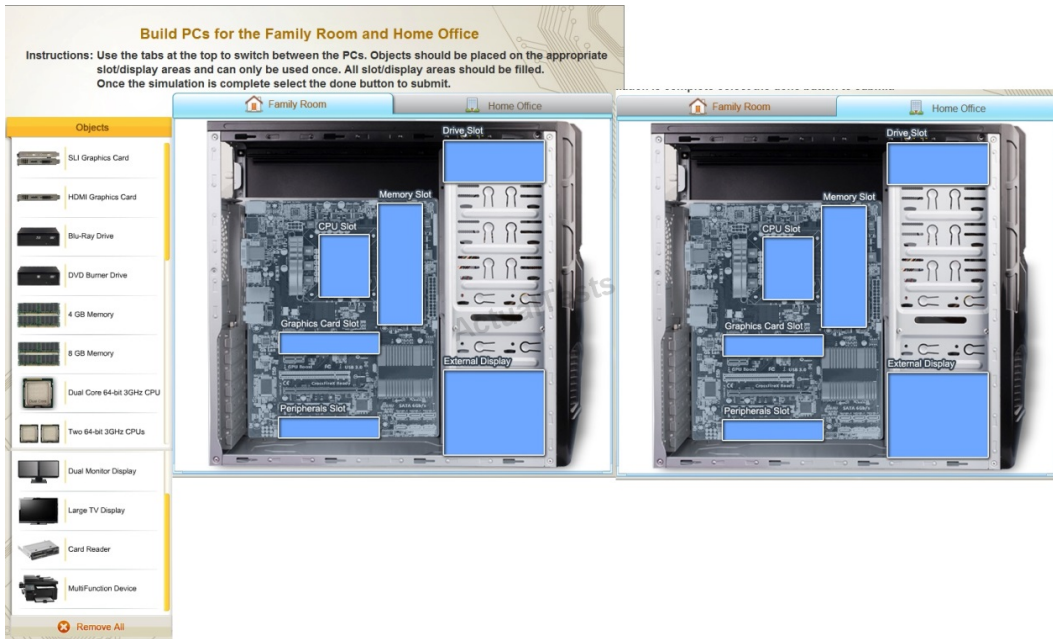 Build PCs for the Family Room and Home Office
Instructions: Use the tabs at the top to switch between the PCs. Objects should be placed on the appropriate
slot/display areas and can only be used once. All slot/display areas should be filled.
Once the simulation is complete select the done button to submit.
Family Room
Home Office
Family Room
Home Office
Objects
SLI Graphics Card
HDMI Graphics Card
Blu-Ray Drive
DVD Burner Drive
4 GB Memory
8 GB Memory
Dual Core 64-bit 3GHz CPU
Two 64-bit 3GHz CPUs
Dual Monitor Display
Large TV Display
Card Reader
MultiFunction Device
Remove All
Drive Slot
Memory Slot
CPU Slot
Graphics Card Slot
External Display
Peripherals Slot
ActualTests
Drive Slot
Memory Slot
CPU Slot
Graphics Card Slot
External Display
Peripherals Slot